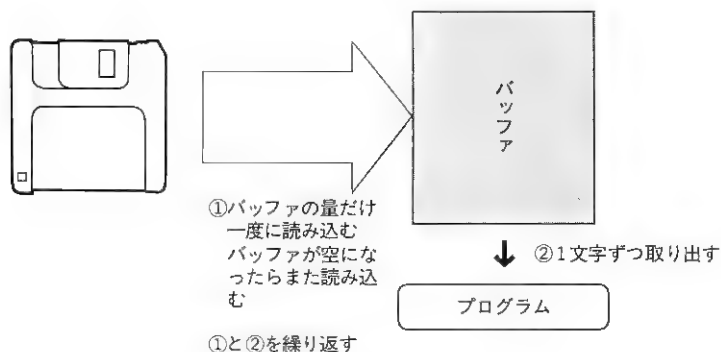 バッファ
①バッファの量だけ
一度に読み込む
バッファが空にな
ったらまた読み込
む
②1文字ずつ取り出す
プログラム
①と②を繰り返す